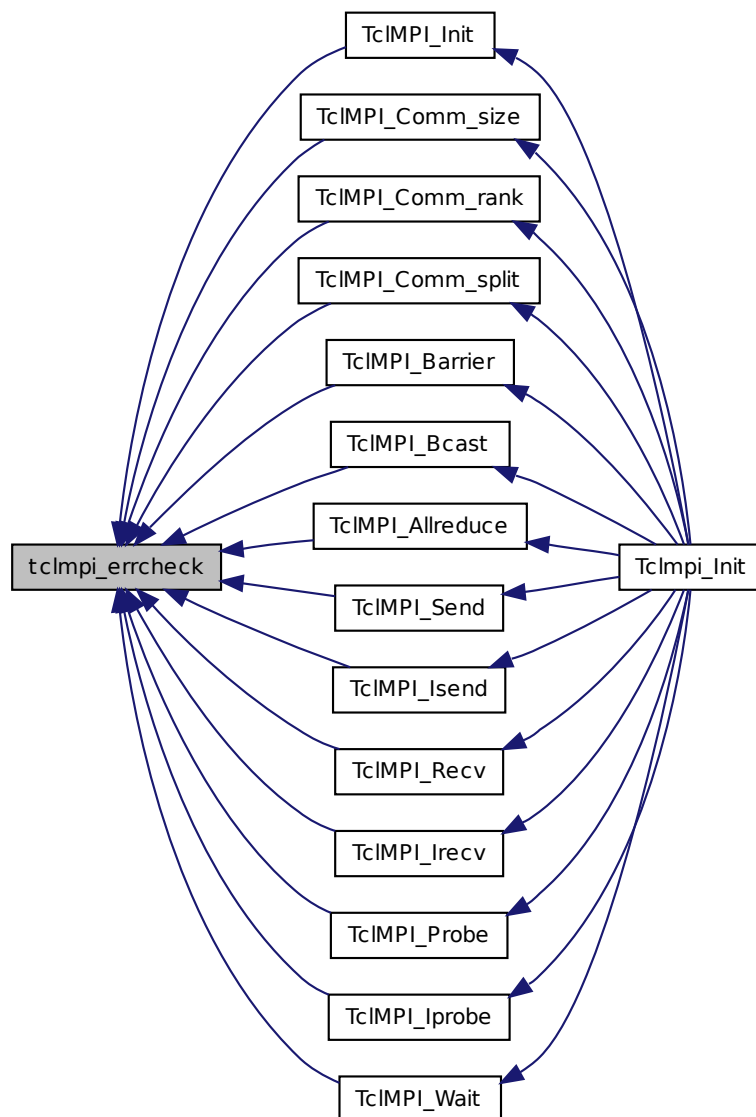 TclMPI_Init
TclMPI_Comm_size
TclMPI_Comm_rank
TclMPI_Comm_split
TclMPI_Barrier
TclMPI_Bcast
TclMPI_Allreduce
tclmpi_errcheck
Tclmpi_Init
TclMPI_Send
TclMPI_Isend
TclMPI_Recv
TclMPI_Irecv
TclMPI_Probe
TclMPI_Iprobe
TclMPI_Wait